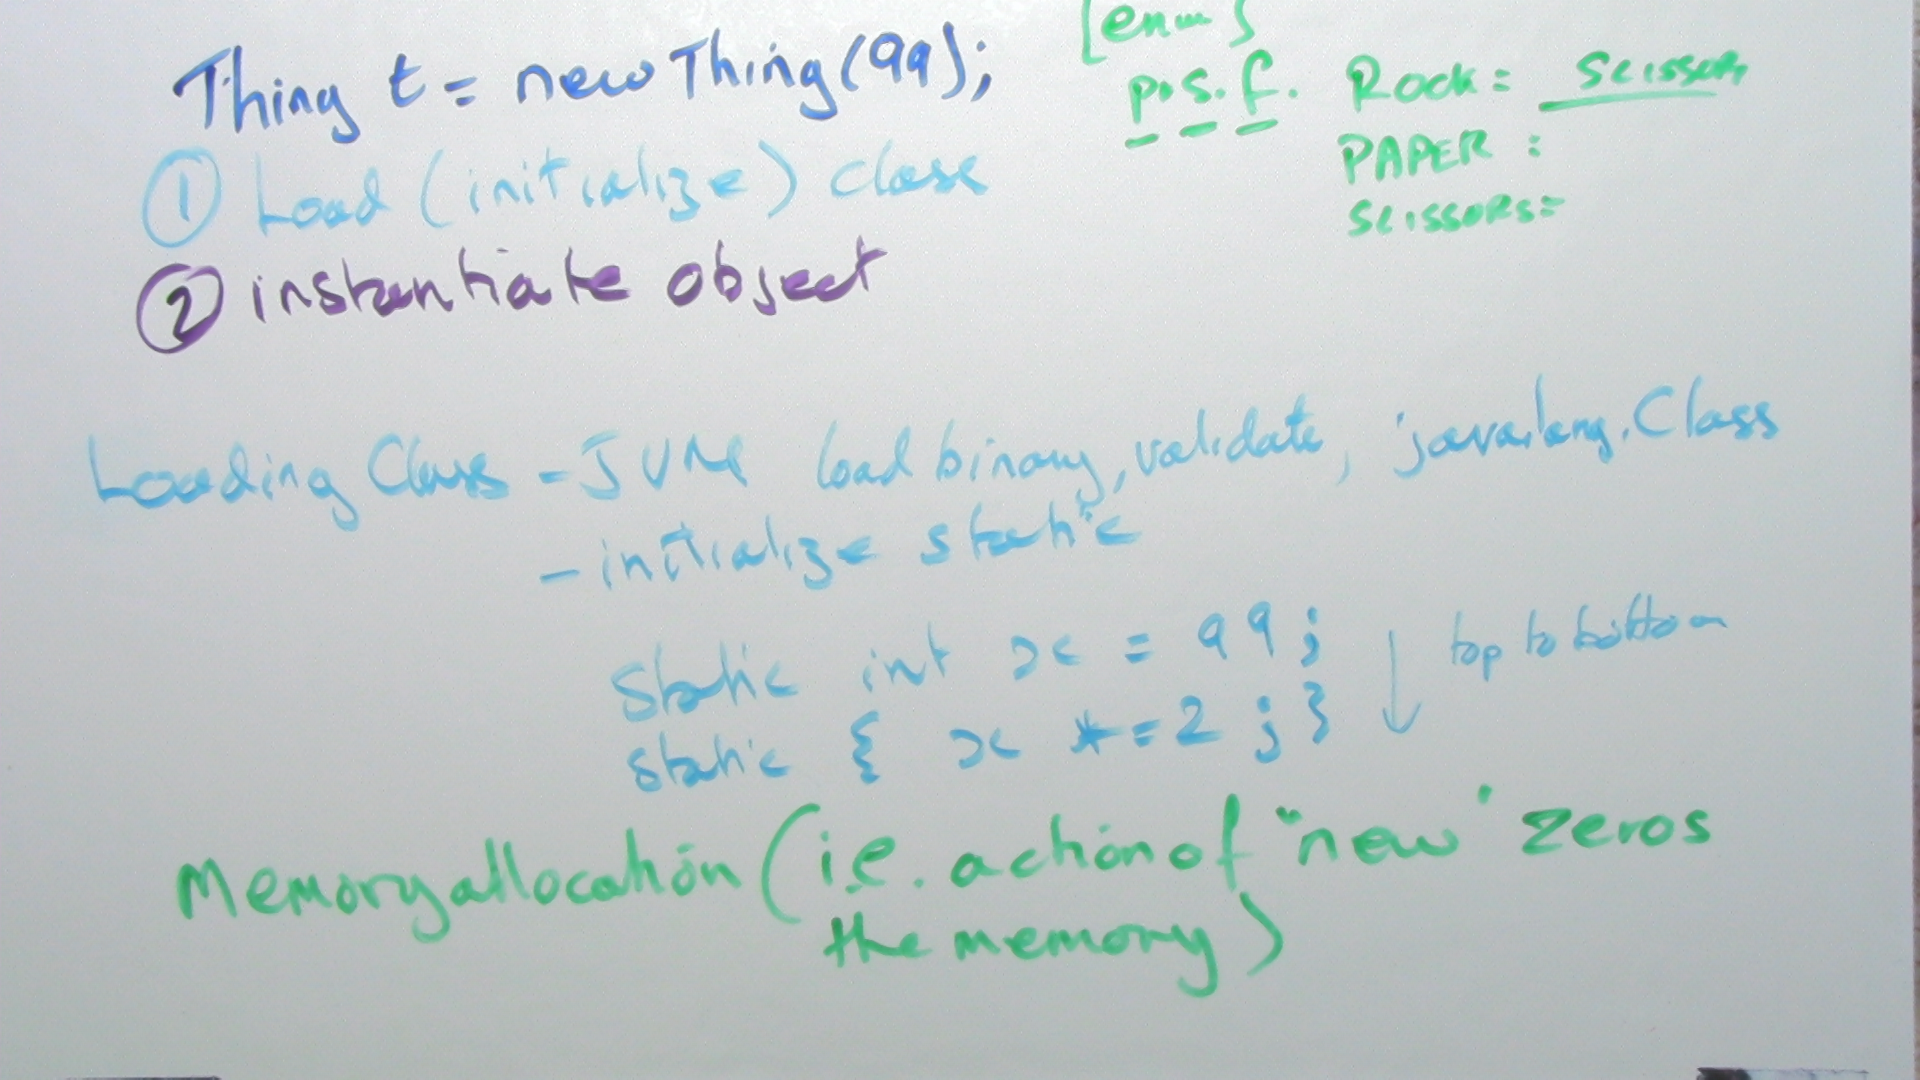 Thing t = new Thing(99);
① Load (initialize) class
② instantiate object
[enum]
p.s.f. Rock = scissors
PAPER =
SCISSORS =
Loading Class - JVM load binary, validate, java.lang.Class
- initialize static
static int x = 99;
static { x *= 2 ; } ↓ top to bottom
Memory allocation (i.e. action of "new" zeros
the memory)